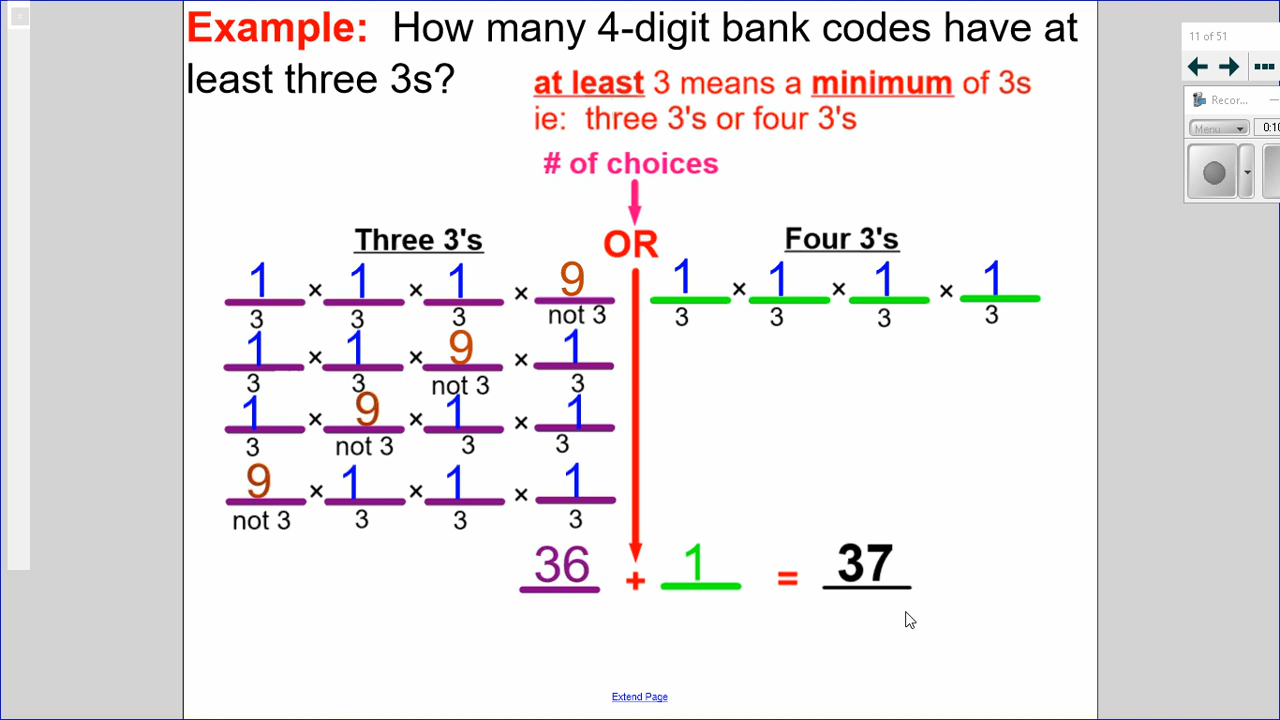 Example: How many 4-digit bank codes have at
least three 3s?
at least 3 means a minimum of 3s
ie: three 3's or four 3's
# of choices
Three 3's OR Four 3's
1 × 1 × 1 × 9 1 × 1 × 1 × 1
3 3 3 not 3 3 3 3 3
1 × 1 × 9 × 1
3 3 not 3 3
1 × 9 × 1 × 1
3 not 3 3 3
9 × 1 × 1 × 1
not 3 3 3 3
36 + 1 = 37
Extend Page
11 of 51
Recor...
Menu
0:10